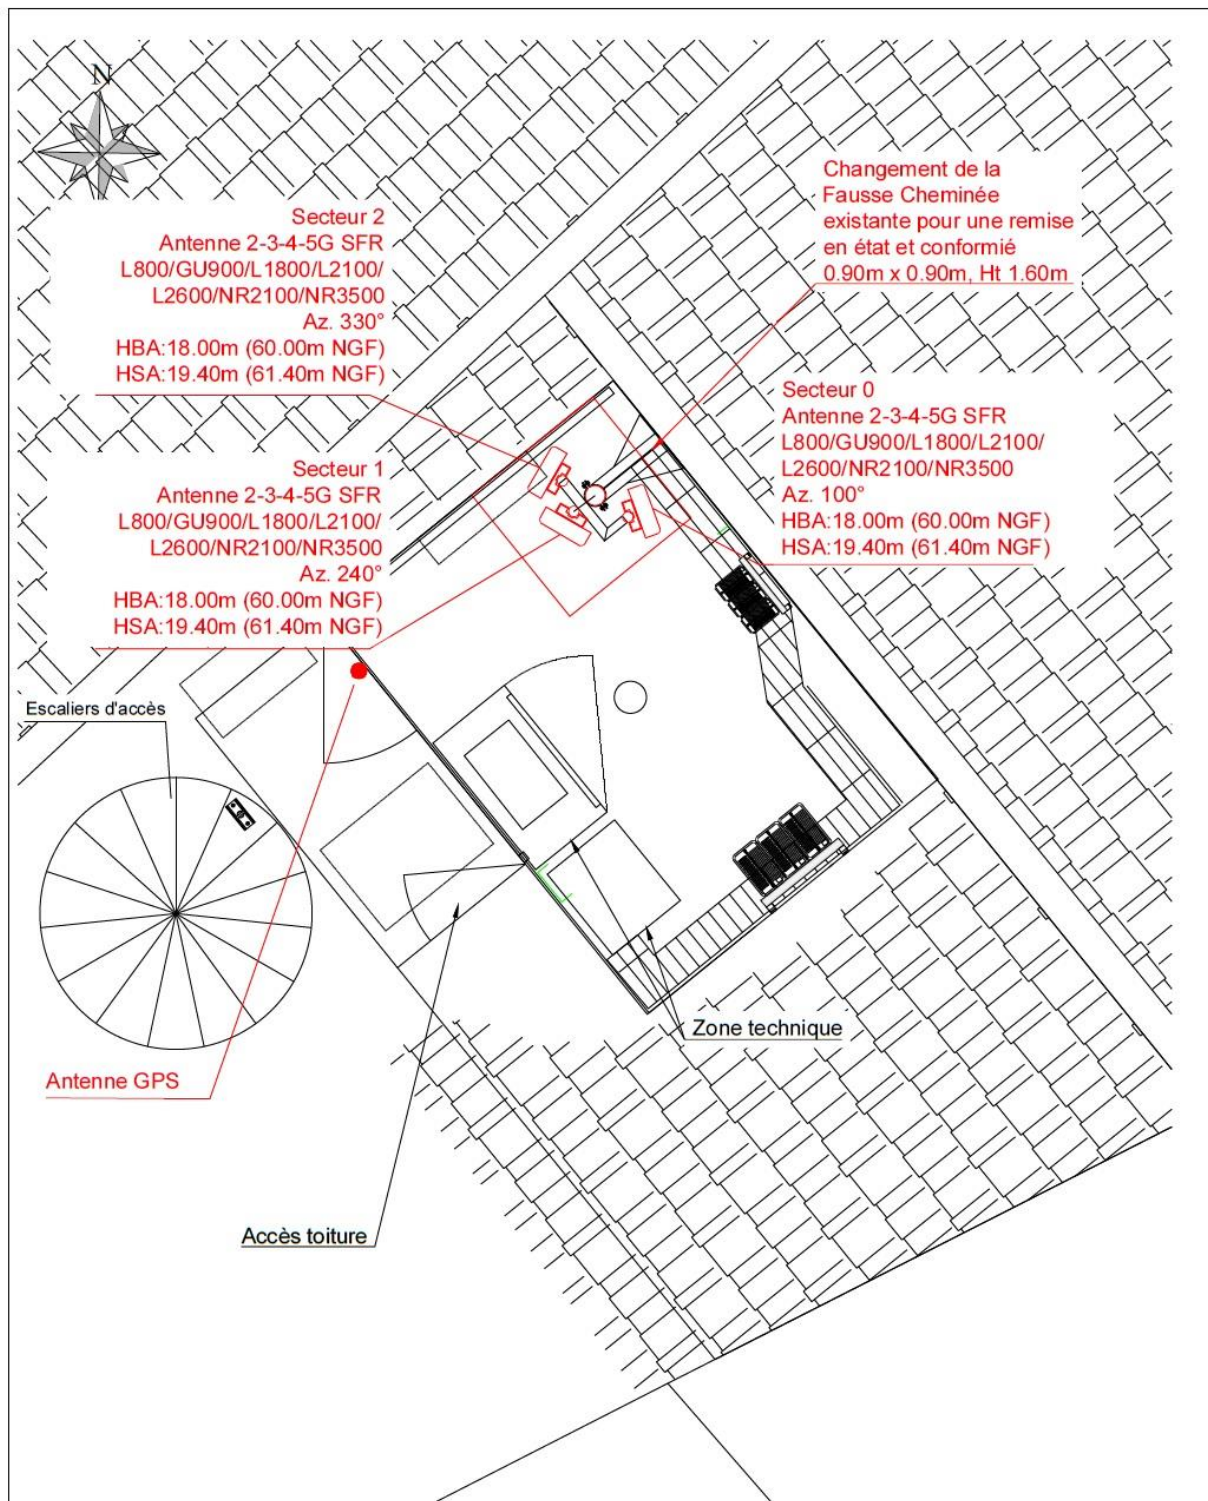 N
Changement de la
Fausse Cheminée
existante pour une remise
en état et conformié
0.90m x 0.90m, Ht 1.60m
Secteur 2
Antenne 2-3-4-5G SFR
L800/GU900/L1800/L2100/
L2600/NR2100/NR3500
Az. 330°
HBA:18.00m (60.00m NGF)
HSA:19.40m (61.40m NGF)
Secteur 0
Antenne 2-3-4-5G SFR
L800/GU900/L1800/L2100/
L2600/NR2100/NR3500
Az. 100°
HBA:18.00m (60.00m NGF)
HSA:19.40m (61.40m NGF)
Secteur 1
Antenne 2-3-4-5G SFR
L800/GU900/L1800/L2100/
L2600/NR2100/NR3500
Az. 240°
HBA:18.00m (60.00m NGF)
HSA:19.40m (61.40m NGF)
Escaliers d'accès
Zone technique
Antenne GPS
Accès toiture